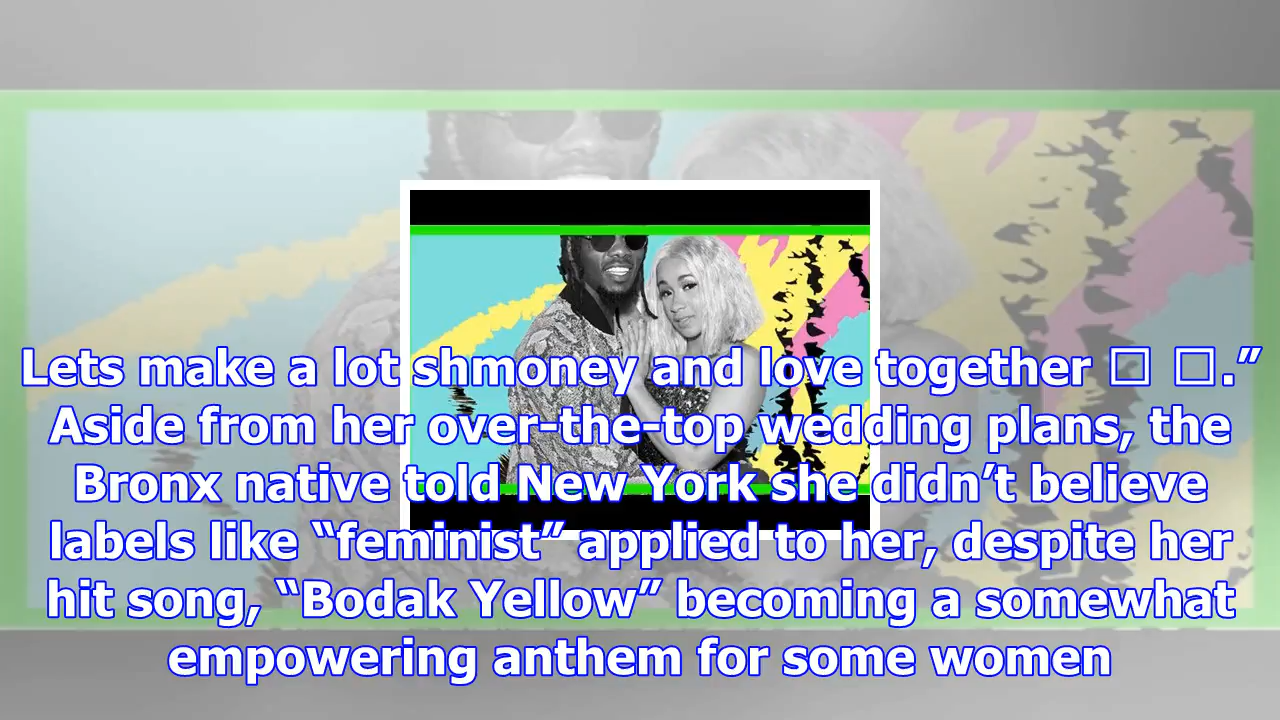 Lets make a lot shmoney and love together □ □.”
Aside from her over-the-top wedding plans, the
Bronx native told New York she didn’t believe
labels like “feminist” applied to her, despite her
hit song, “Bodak Yellow” becoming a somewhat
empowering anthem for some women